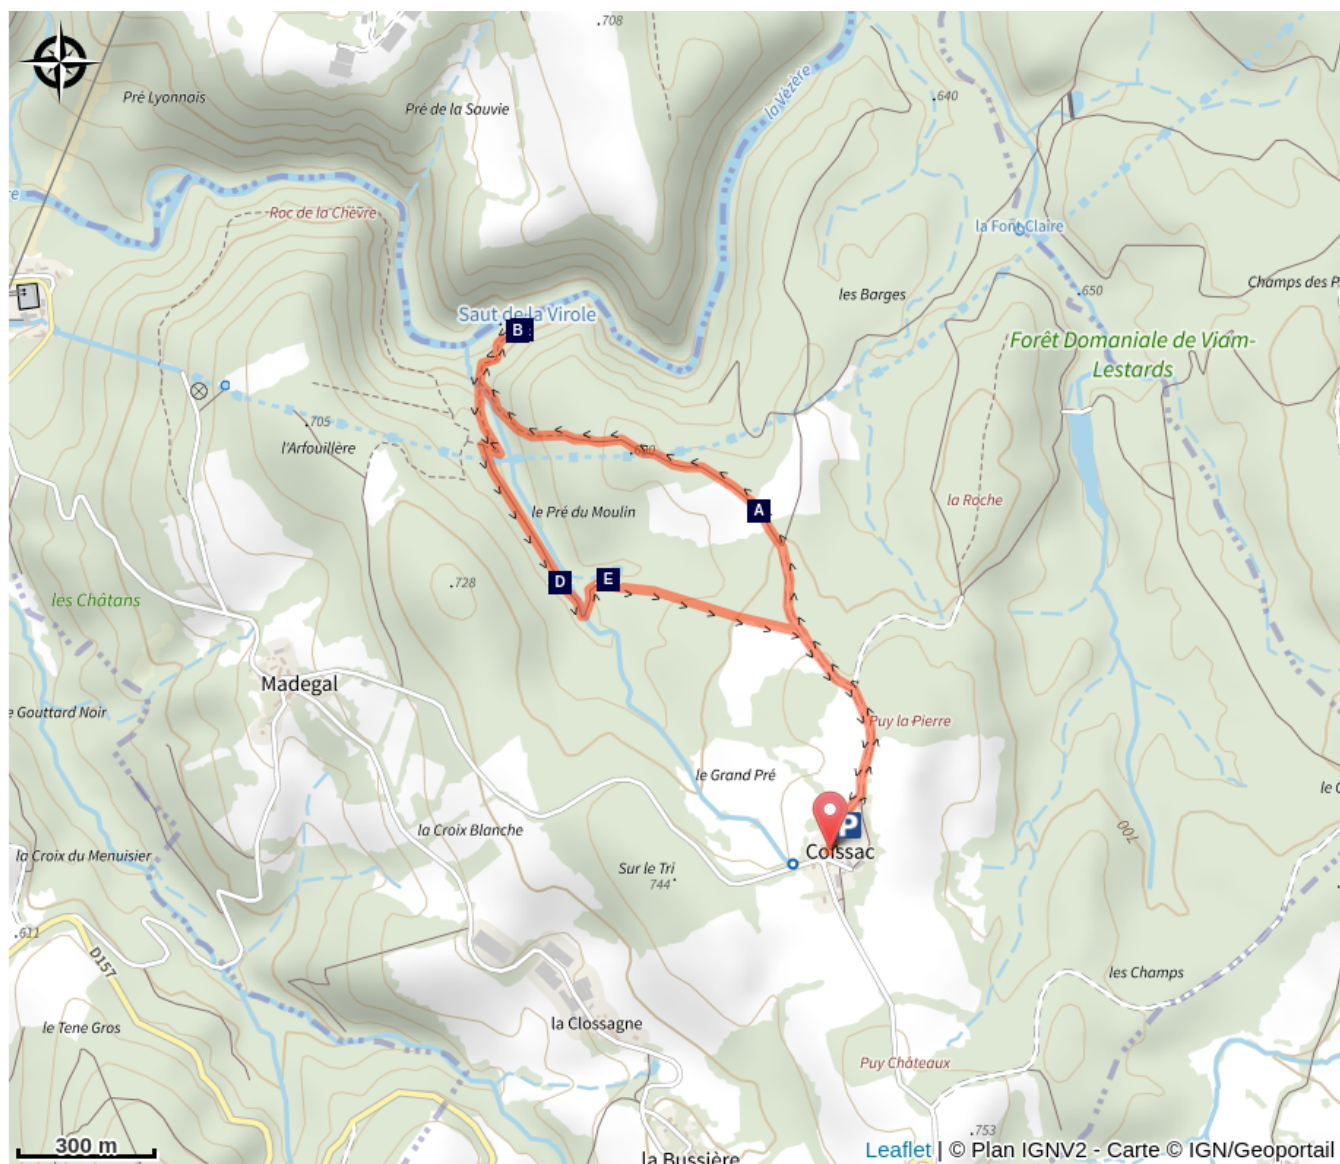 .708
Pré Lyonnais
Pré de la Sauvie
la Vézère
.640
re
Roc de la Chèvre
la Font Claire
Champs des P
les Barges
.650
Saut de la Virole
B
Forêt Domaniale de Viam-
Lestards
.705
l'Arfouillère
.690
la Roche
le Pré du Moulin
A
.728
D
E
les Châtans
Madegal
e Gouttard Noir
Puy la Pierre
le Grand Pré
le C
la Croix Blanche
P
700
la Croix du Menuisier
Coissac
Sur le Tri
744.
.611
D157
les Champs
le Tene Gros
la Clossagne
Puy Châteaux
.753
300 m
la Bussière
Leaflet | © Plan IGNV2 - Carte © IGN/Geoportail